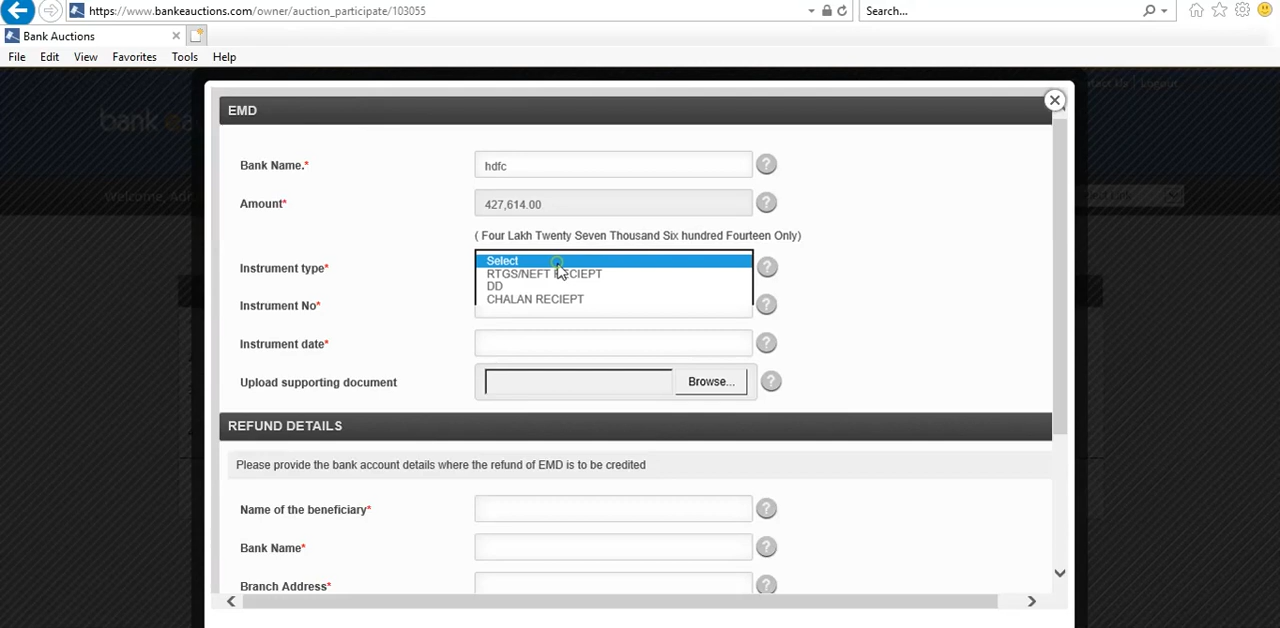 https://www.bankeauctions.com/owner/auction_participate/103055
Search...
Bank Auctions
File Edit View Favorites Tools Help
Logout
bank
EMD
Welcome,
Bank Name.*
hdfc
Amount*
427,614.00
( Four Lakh Twenty Seven Thousand Six hundred Fourteen Only)
Instrument type*
Select
RTGS/NEFT RECIEPT
DD
CHALAN RECIEPT
Instrument No*
Instrument date*
Upload supporting document
Browse...
REFUND DETAILS
Please provide the bank account details where the refund of EMD is to be credited
Name of the beneficiary*
Bank Name*
Branch Address*